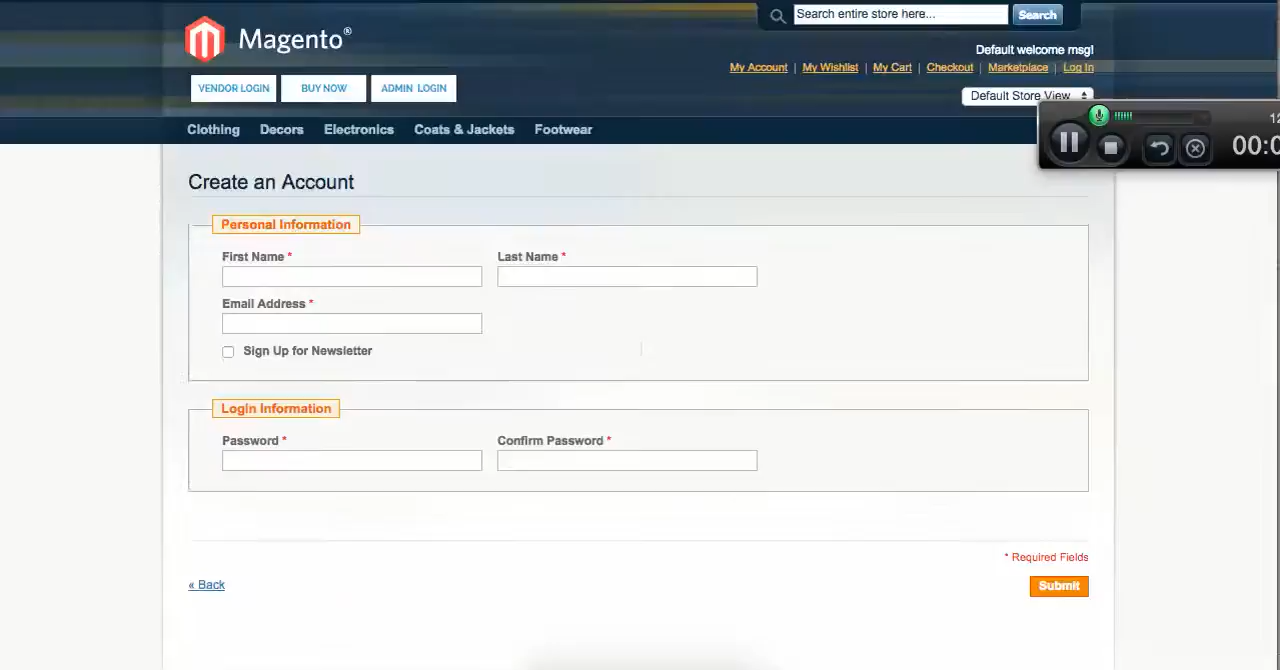 Magento®
Search entire store here...
Search
Default welcome msg!
My Account | My Wishlist | My Cart | Checkout | Marketplace | Log In
VENDOR LOGIN
BUY NOW
ADMIN LOGIN
Default Store View
Clothing
Decors
Electronics
Coats & Jackets
Footwear
Create an Account
Personal Information
First Name *
Last Name *
Email Address *
Sign Up for Newsletter
Login Information
Password *
Confirm Password *
* Required Fields
« Back
Submit